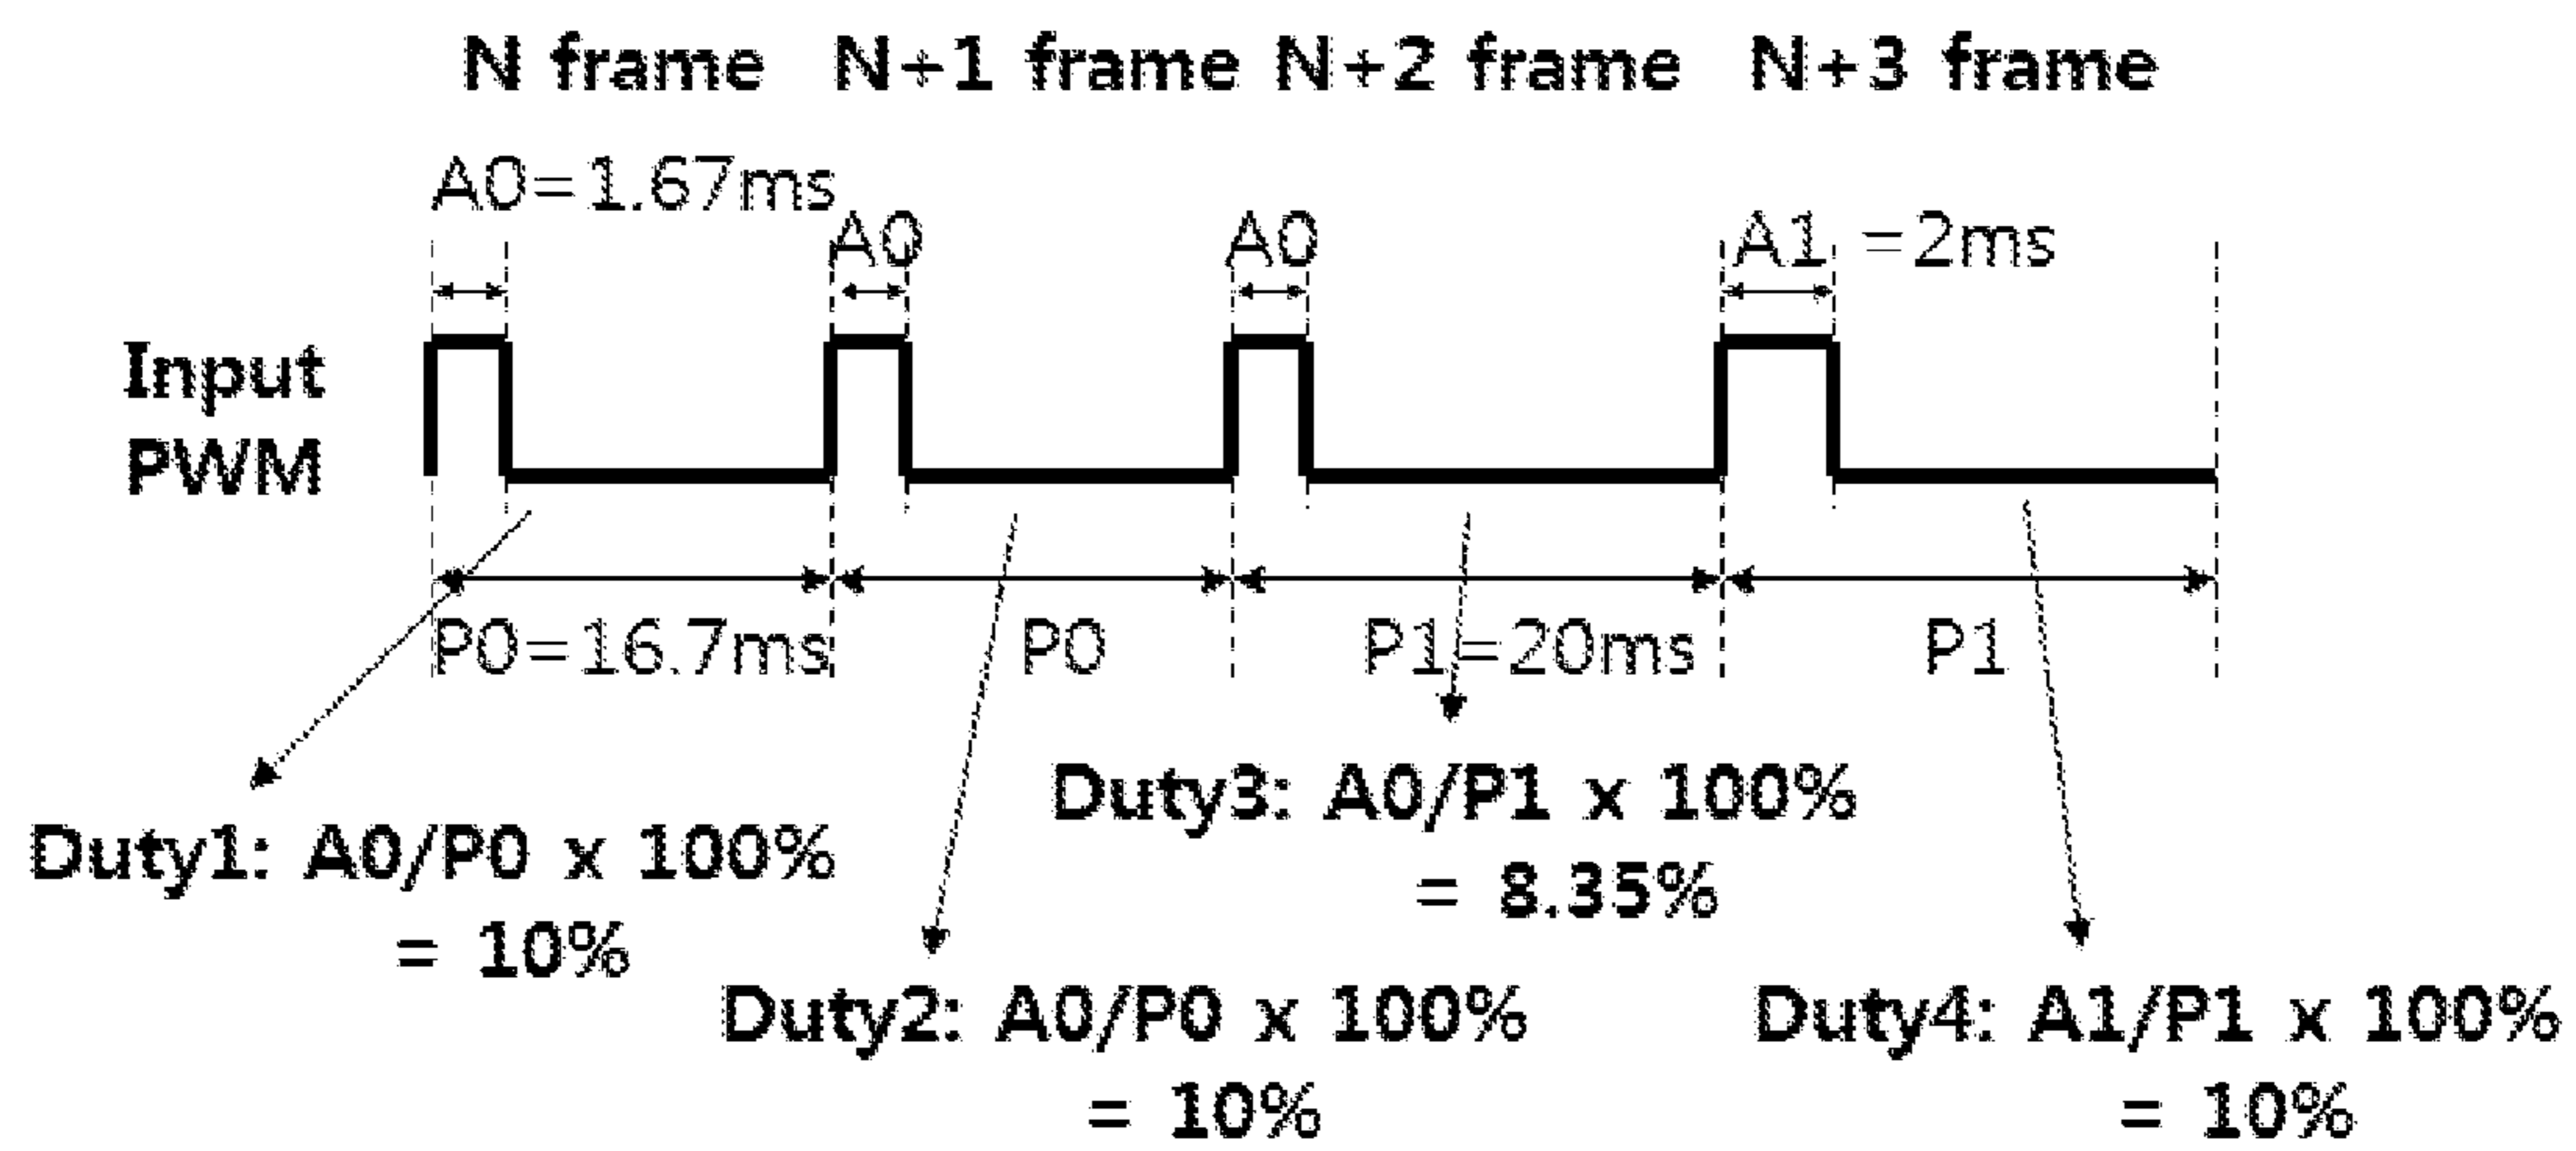 N frame N+1 frame N+2 frame N+3 frame
A0=1.67ms
A0 A0 A1 =2ms
Input
PWM
P0=16.7ms P0 P1=20ms P1
Duty3: A0/P1 x 100%
= 8.35%
Duty1: A0/P0 x 100%
= 10%
Duty2: A0/P0 x 100%
= 10%
Duty4: A1/P1 x 100%
= 10%